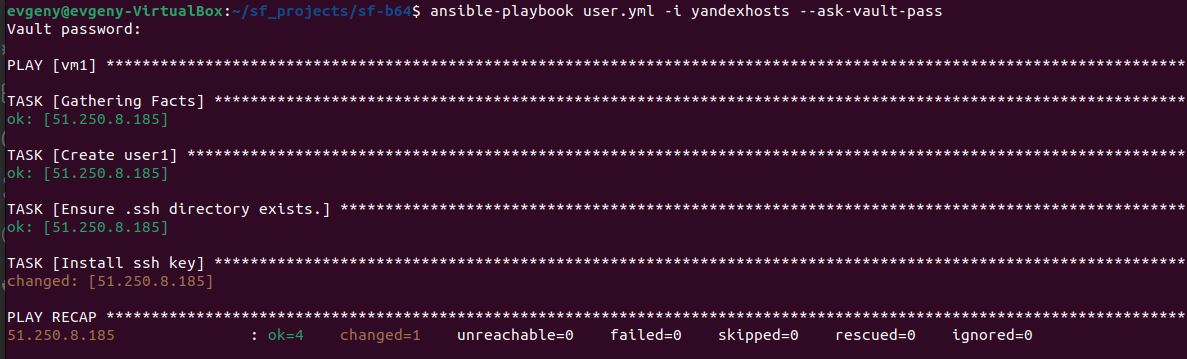 evgeny@evgeny-VirtualBox:~/sf_projects/sf-b64$ ansible-playbook user.yml -i yandexhosts --ask-vault-pass
Vault password:
PLAY [vm1] ************************************************************************************************************************
TASK [Gathering Facts] ************************************************************************************************************
ok: [51.250.8.185]
TASK [Create user1] ***************************************************************************************************************
ok: [51.250.8.185]
TASK [Ensure .ssh directory exists.] **********************************************************************************************
ok: [51.250.8.185]
TASK [Install ssh key] ************************************************************************************************************
changed: [51.250.8.185]
PLAY RECAP ************************************************************************************************************************
51.250.8.185               : ok=4    changed=1    unreachable=0    failed=0    skipped=0    rescued=0    ignored=0